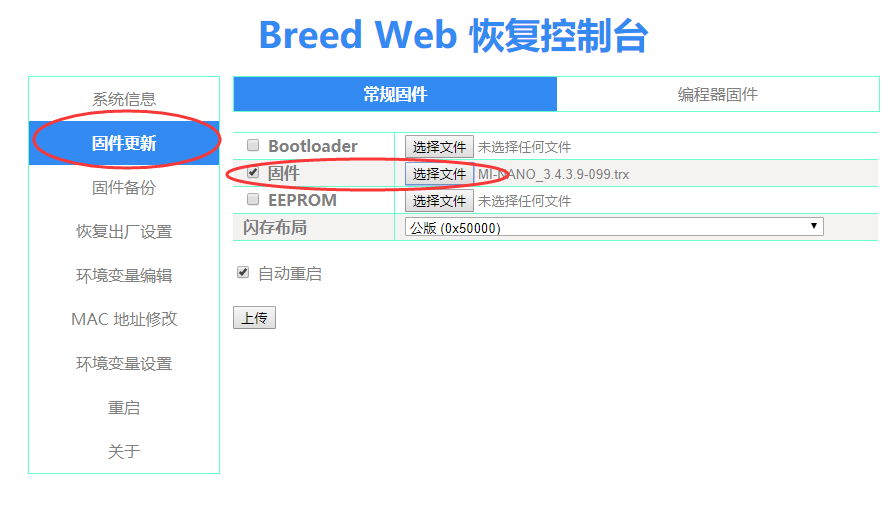 Breed Web 恢复控制台
系统信息
固件更新
固件备份
恢复出厂设置
环境变量编辑
MAC 地址修改
环境变量设置
重启
关于
常规固件 编程器固件
Bootloader 选择文件 未选择任何文件
固件 选择文件 MI-NANO_3.4.3.9-099.trx
EEPROM 选择文件 未选择任何文件
闪存布局 公版 (0x50000)
自动重启
上传